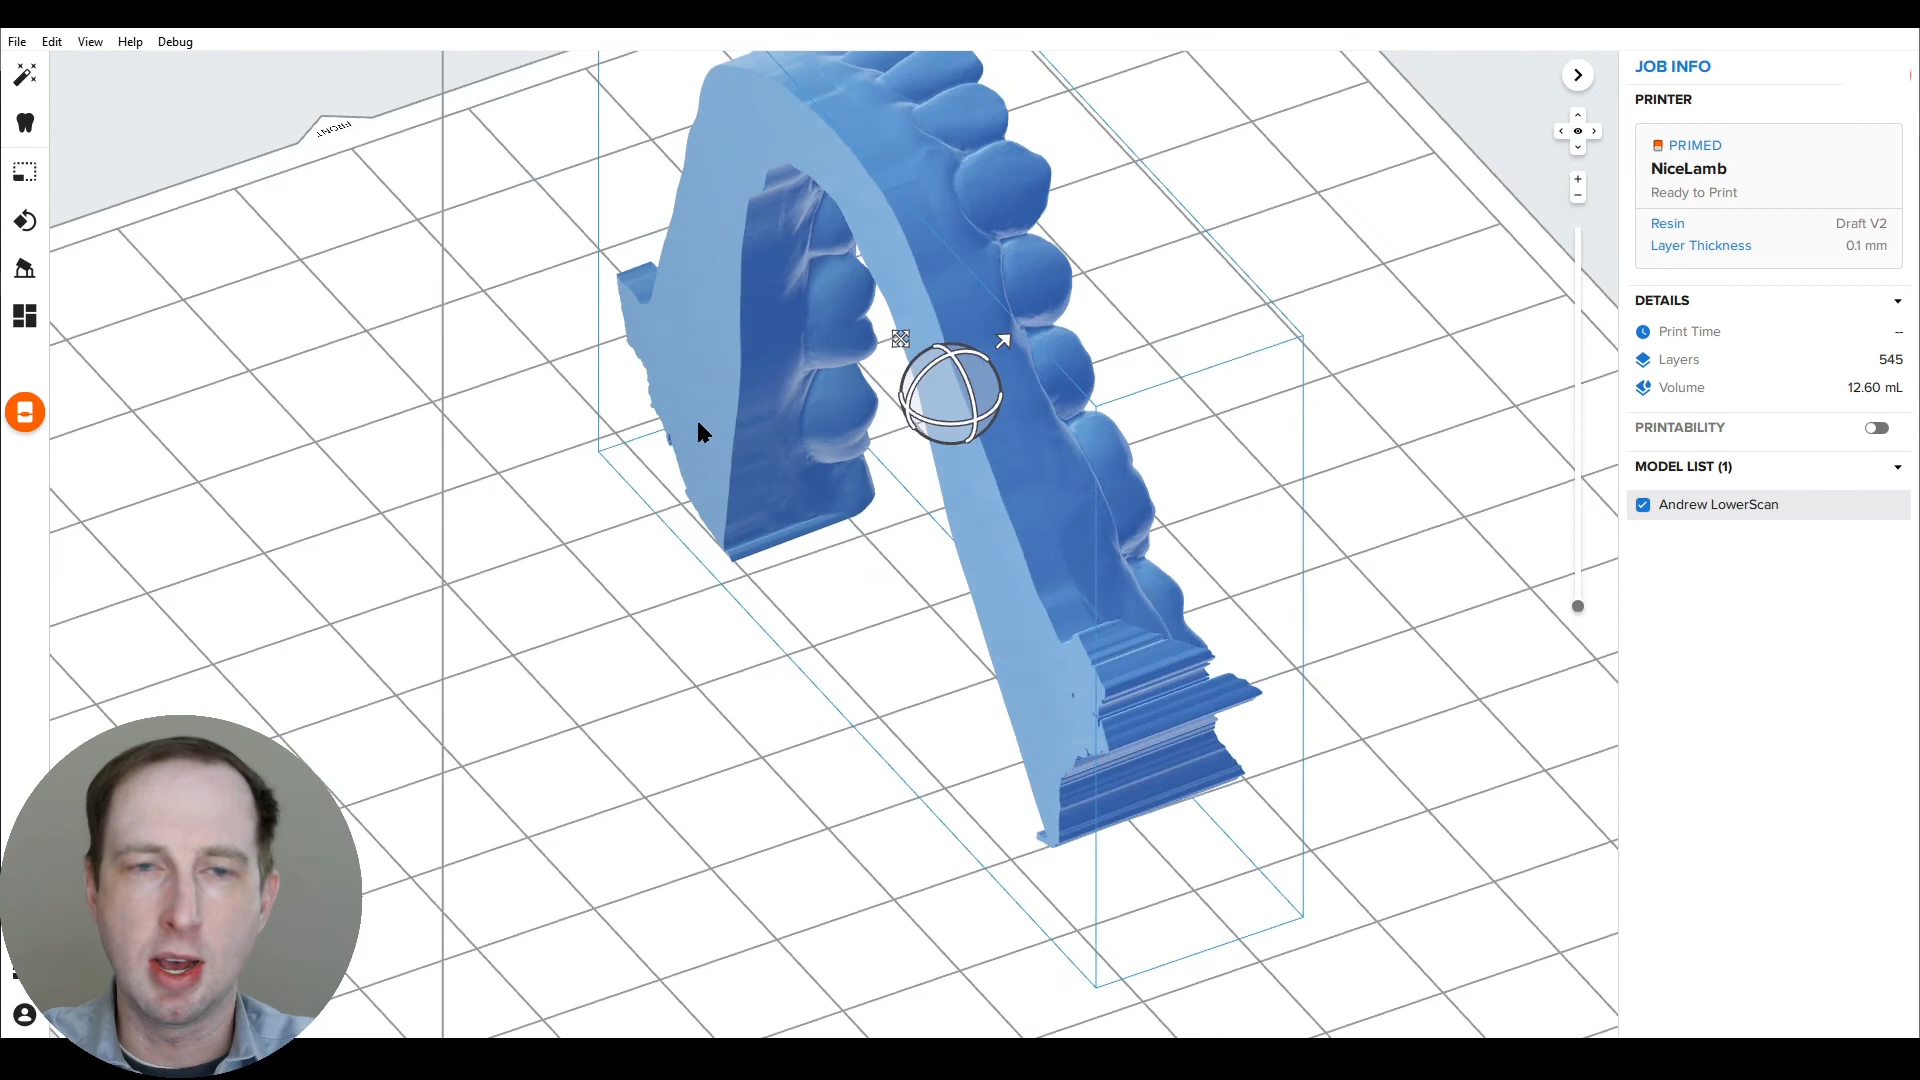 File Edit View Help Debug
FRONT
JOB INFO
PRINTER
PRIMED
NiceLamb
Ready to Print
Resin Draft V2
Layer Thickness 0.1 mm
DETAILS
Print Time --
Layers 545
Volume 12.60 mL
PRINTABILITY
MODEL LIST (1)
Andrew LowerScan